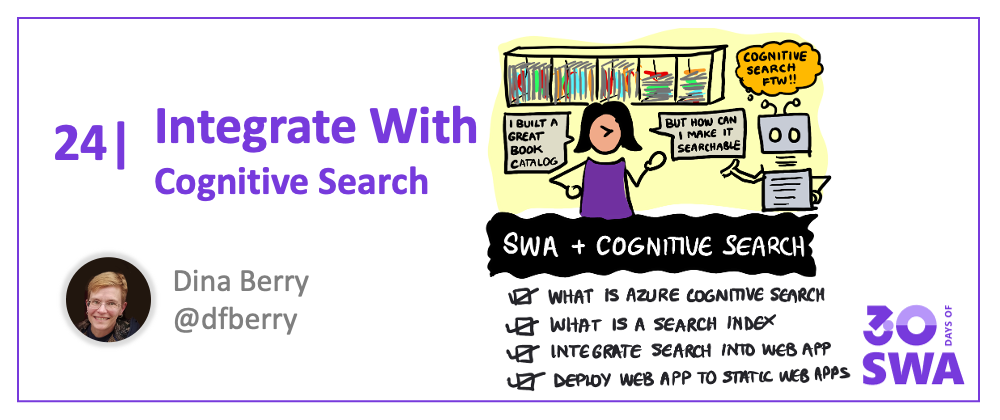 24|
Integrate With
Cognitive Search
Dina Berry
@dfberry
COGNITIVE
SEARCH
FTW!!
I BUILT A
GREAT
BOOK
CATALOG
BUT HOW CAN
I MAKE IT
SEARCHABLE
SWA + COGNITIVE SEARCH
WHAT IS AZURE COGNITIVE SEARCH
WHAT IS A SEARCH INDEX
INTEGRATE SEARCH INTO WEB APP
DEPLOY WEB APP TO STATIC WEB APPS
30
DAYS OF
SWA